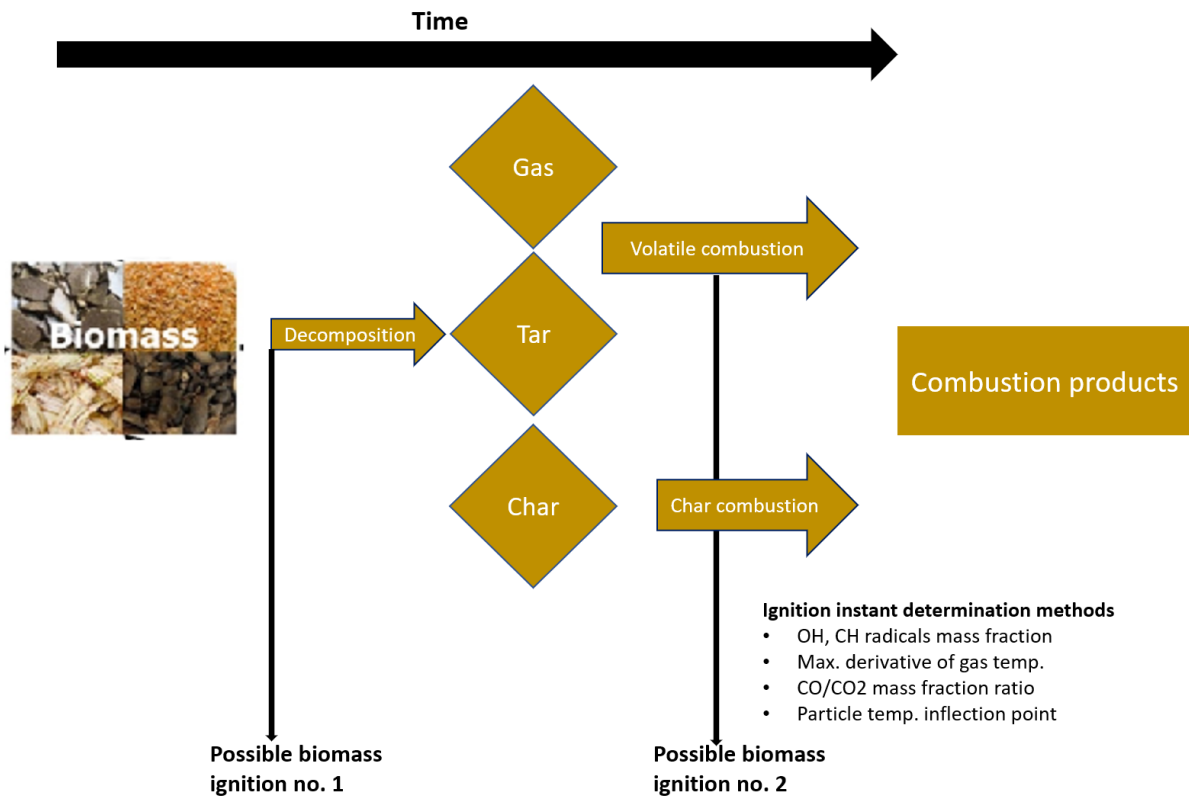 Time
Gas
Volatile combustion
Biomass
Decomposition
Tar
Combustion products
Char
Char combustion
Ignition instant determination methods
• OH, CH radicals mass fraction
• Max. derivative of gas temp.
• CO/CO2 mass fraction ratio
• Particle temp. inflection point
Possible biomass
ignition no. 1
Possible biomass
ignition no. 2